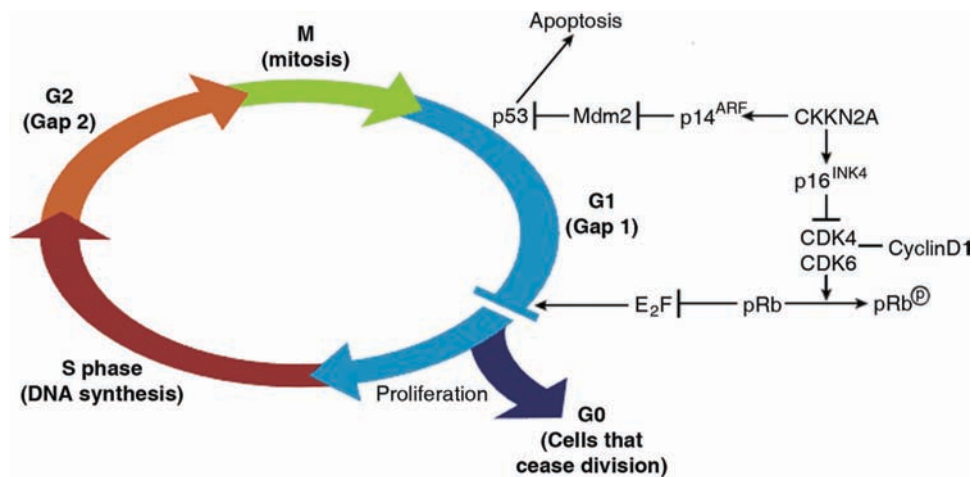 Apoptosis
M
(mitosis)
G2
(Gap 2)
p53
Mdm2
p14ARF
CKKN2A
p16INK4
G1
(Gap 1)
CDK4
CyclinD1
CDK6
E2F
pRb
pRb℗
S phase
(DNA synthesis)
Proliferation
G0
(Cells that
cease division)